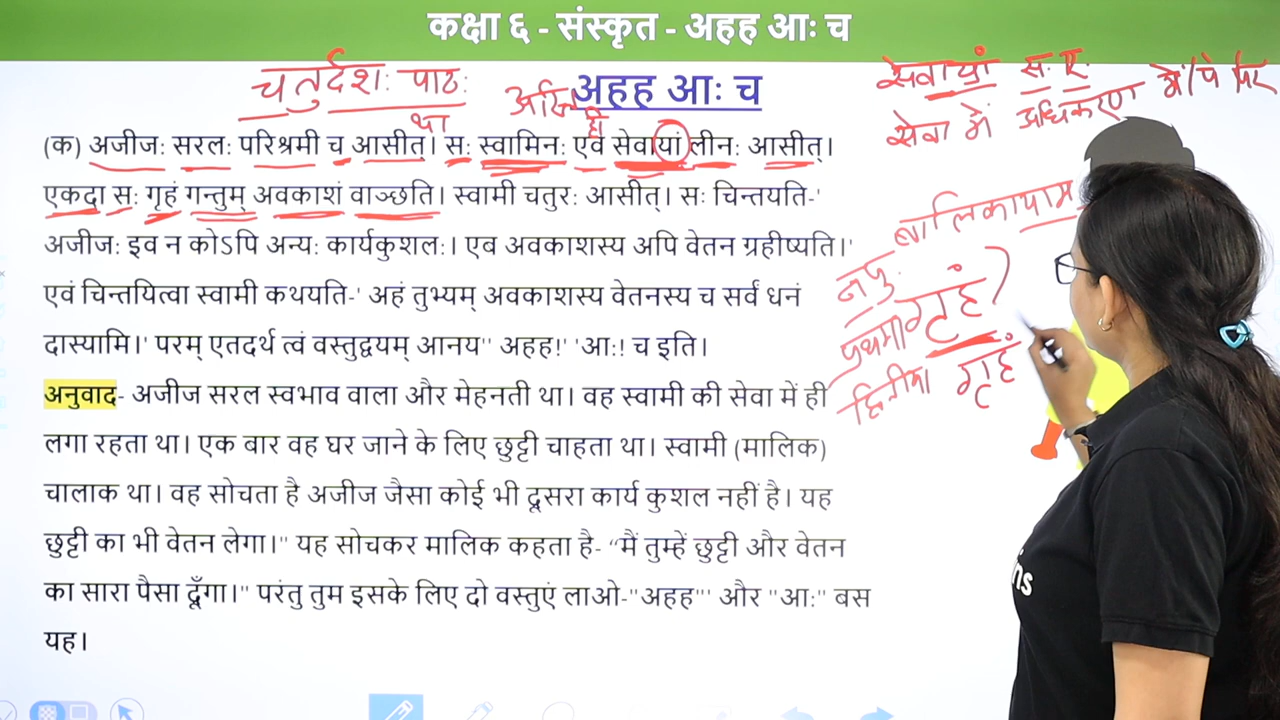 कक्षा ६ - संस्कृत - अहह आः च
चतुर्दशः पाठः
अहह आः च
सेवायां स. ए.
सेवा में अधिकरण में/पे पर
था
ही
(क) अजीज: सरल: परिश्रमी च आसीत्। स: स्वामिन: एव सेवायां लीन: आसीत्।
एकदा स: गृहं गन्तुम् अवकाशं वाञ्छति। स्वामी चतुर: आसीत्। सः चिन्तयति-'
अजीज: इव न कोऽपि अन्य: कार्यकुशल:। एव अवकाशस्य अपि वेतन ग्रहीष्यति।'
एवं चिन्तयित्वा स्वामी कथयति-' अहं तुभ्यम् अवकाशस्य वेतनस्य च सर्वं धनं
दास्यामि।' परम् एतदर्थ त्वं वस्तुद्वयम् आनय'' अहह!' 'आ:! च इति।
बालिकायाम्
नपु.
प्रथमा गृहं
द्वितीया गृहं
अनुवाद- अजीज सरल स्वभाव वाला और मेहनती था। वह स्वामी की सेवा में ही
लगा रहता था। एक बार वह घर जाने के लिए छुट्टी चाहता था। स्वामी (मालिक)
चालाक था। वह सोचता है अजीज जैसा कोई भी दूसरा कार्य कुशल नहीं है। यह
छुट्टी का भी वेतन लेगा।'' यह सोचकर मालिक कहता है- "मैं तुम्हें छुट्टी और वेतन
का सारा पैसा दूँगा।'' परंतु तुम इसके लिए दो वस्तुएं लाओ-"अहह"' और "आ:" बस
यह।
ns